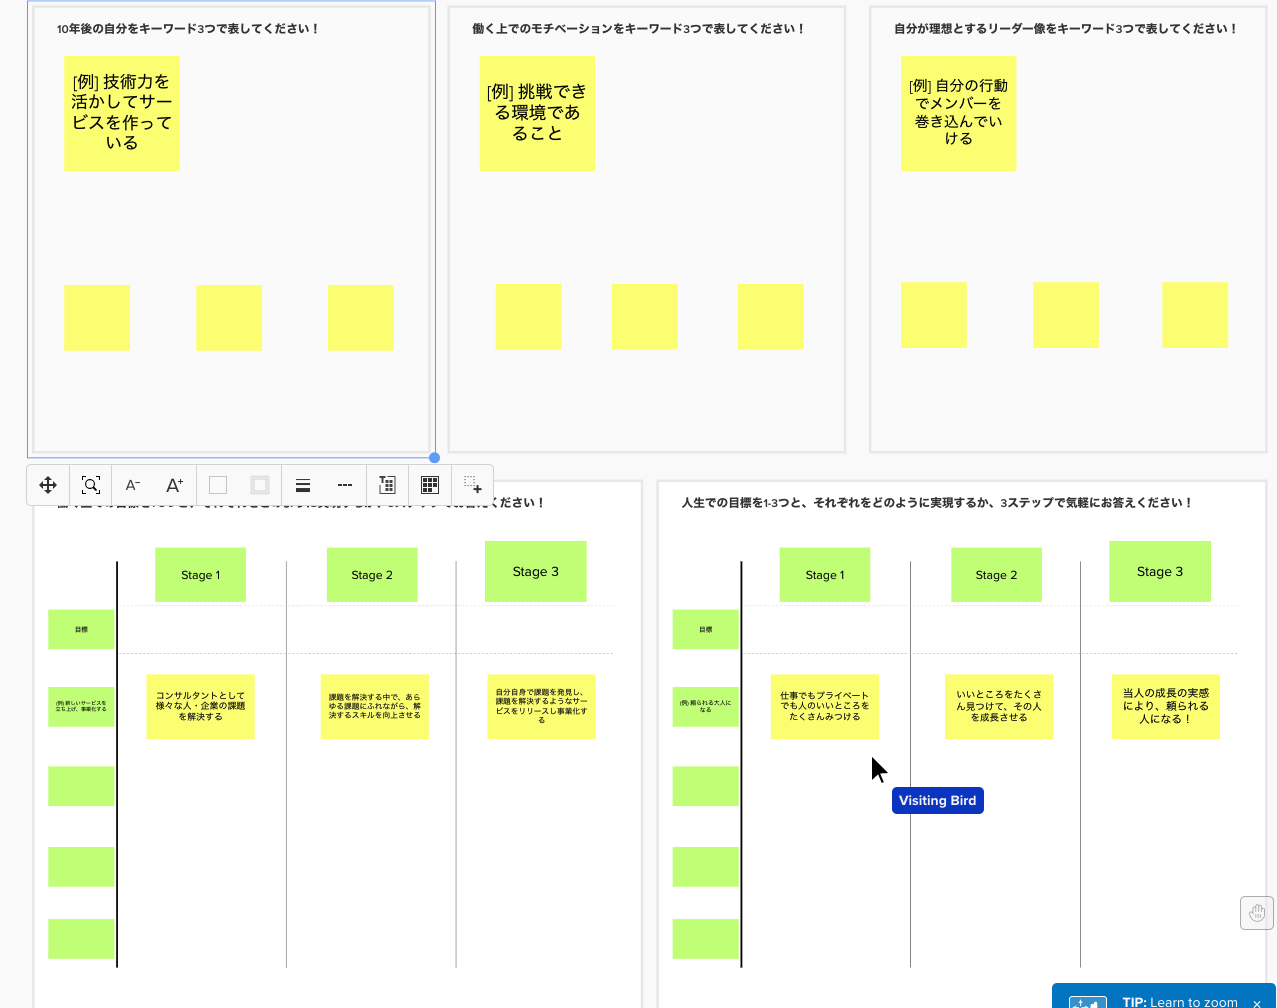 10年後の自分をキーワード3つで表してください！
働く上でのモチベーションをキーワード3つで表してください！
自分が理想とするリーダー像をキーワード3つで表してください！
[例] 技術力を
活かしてサー
ビスを作って
いる
[例] 挑戦でき
る環境であ
ること
[例] 自分の行動
でメンバーを
巻き込んでい
ける
A−
A+
ください！
人生での目標を1-3つと、それぞれをどのように実現するか、3ステップで気軽にお答えください！
Stage 1
Stage 2
Stage 3
目標
(例) 新しいサービスを
立ち上げ、事業化する
コンサルタントとして
様々な人・企業の課題
を解決する
課題を解決する中で、あら
ゆる課題にふれながら、解
決するスキルを向上させる
自分自身で課題を発見し、
課題を解決するようなサー
ビスをリリースし事業化す
る
Stage 1
Stage 2
Stage 3
目標
(例) 頼られる大人に
なる
仕事でもプライベート
でも人のいいところを
たくさんみつける
いいところをたくさ
ん見つけて、その人
を成長させる
当人の成長の実感
により、頼られる
人になる！
Visiting Bird
TIP: Learn to zoom
×